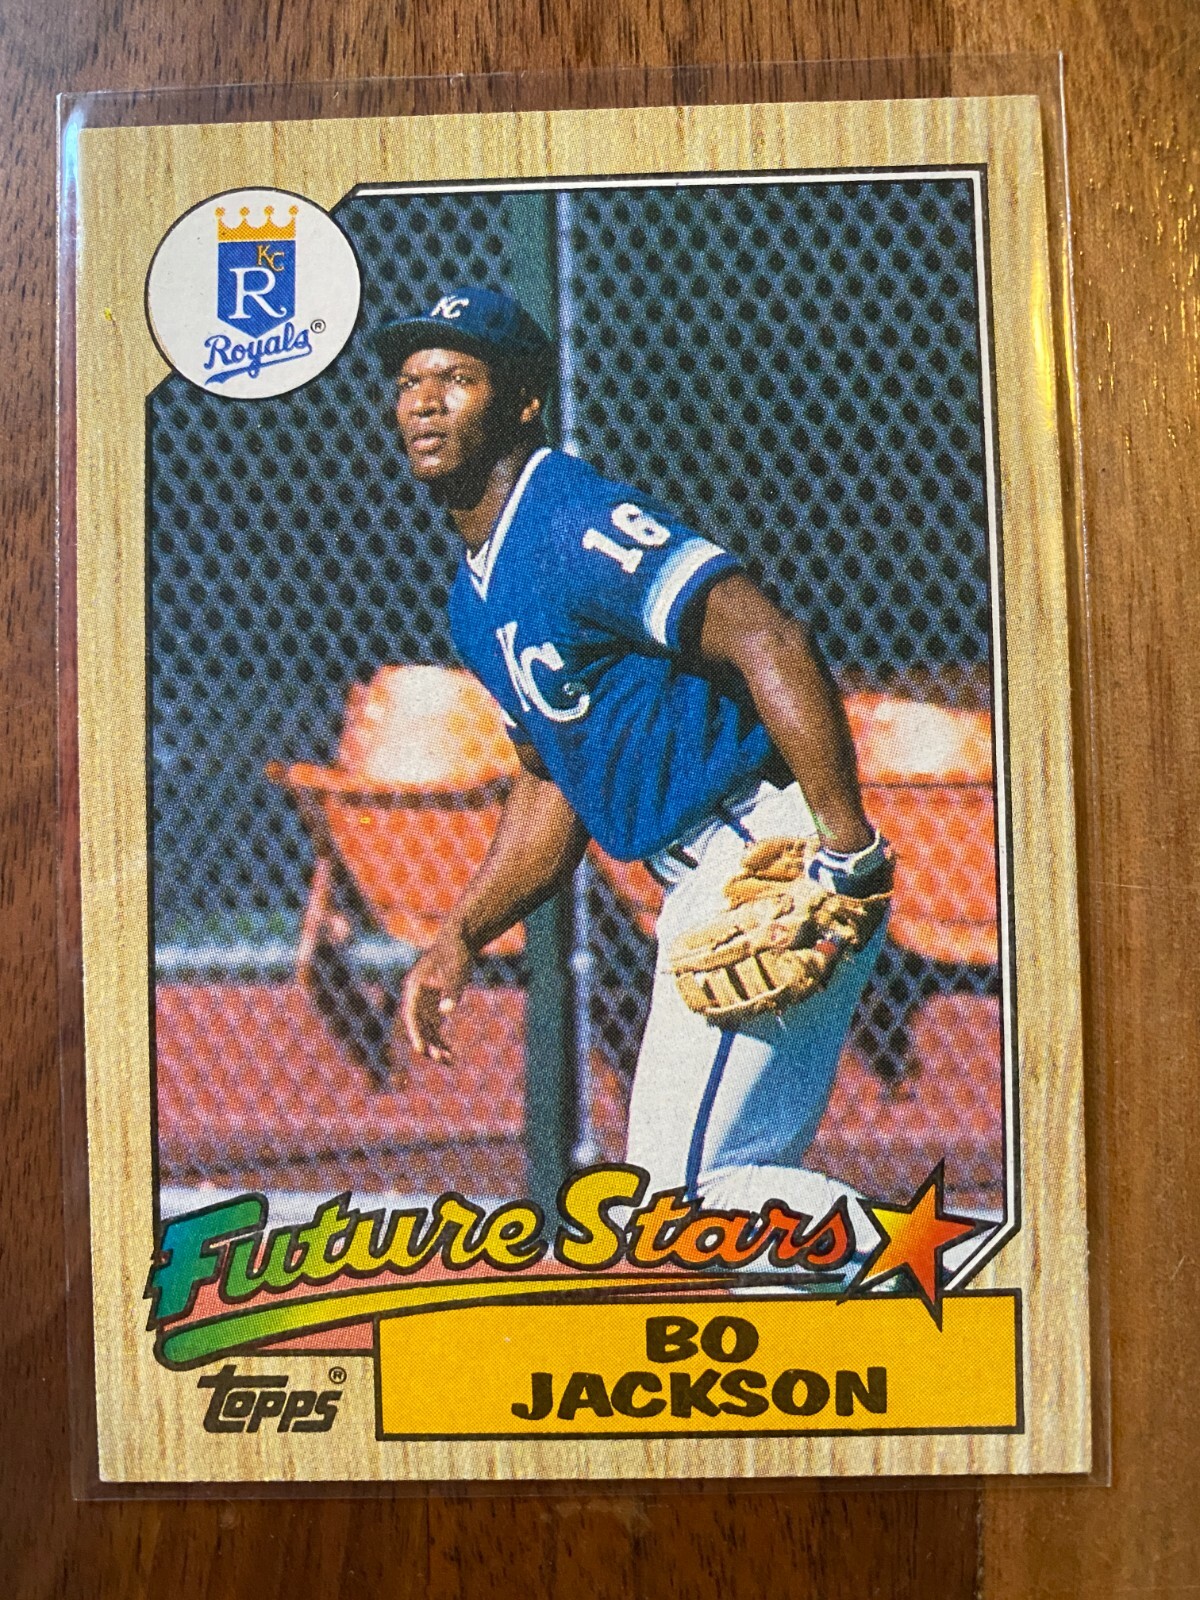 KC
R
Royals®
KC
16
KC
Future Stars
topps®
BO
JACKSON